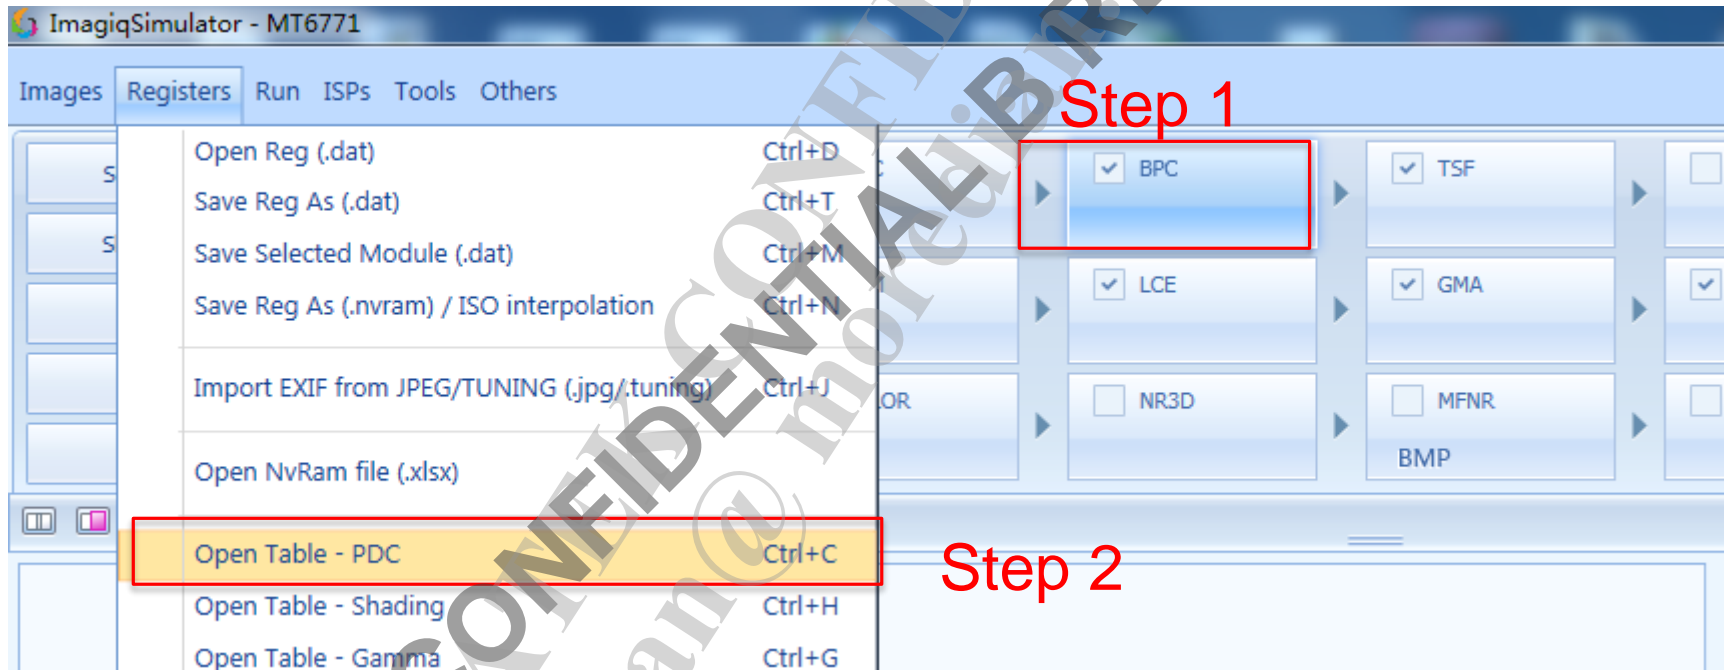 ImagiqSimulator - MT6771
Images Registers Run ISPs Tools Others
Step 1
Open Reg (.dat) Ctrl+D
Save Reg As (.dat) Ctrl+T
Save Selected Module (.dat) Ctrl+M
Save Reg As (.nvram) / ISO interpolation Ctrl+N
Import EXIF from JPEG/TUNING (.jpg/.tuning) Ctrl+J
Open NvRam file (.xlsx)
Open Table - PDC Ctrl+C
Open Table - Shading Ctrl+H
Open Table - Gamma Ctrl+G
BPC TSF
LCE GMA
OR NR3D MFNR
BMP
Step 2
CONFIDENTIAL